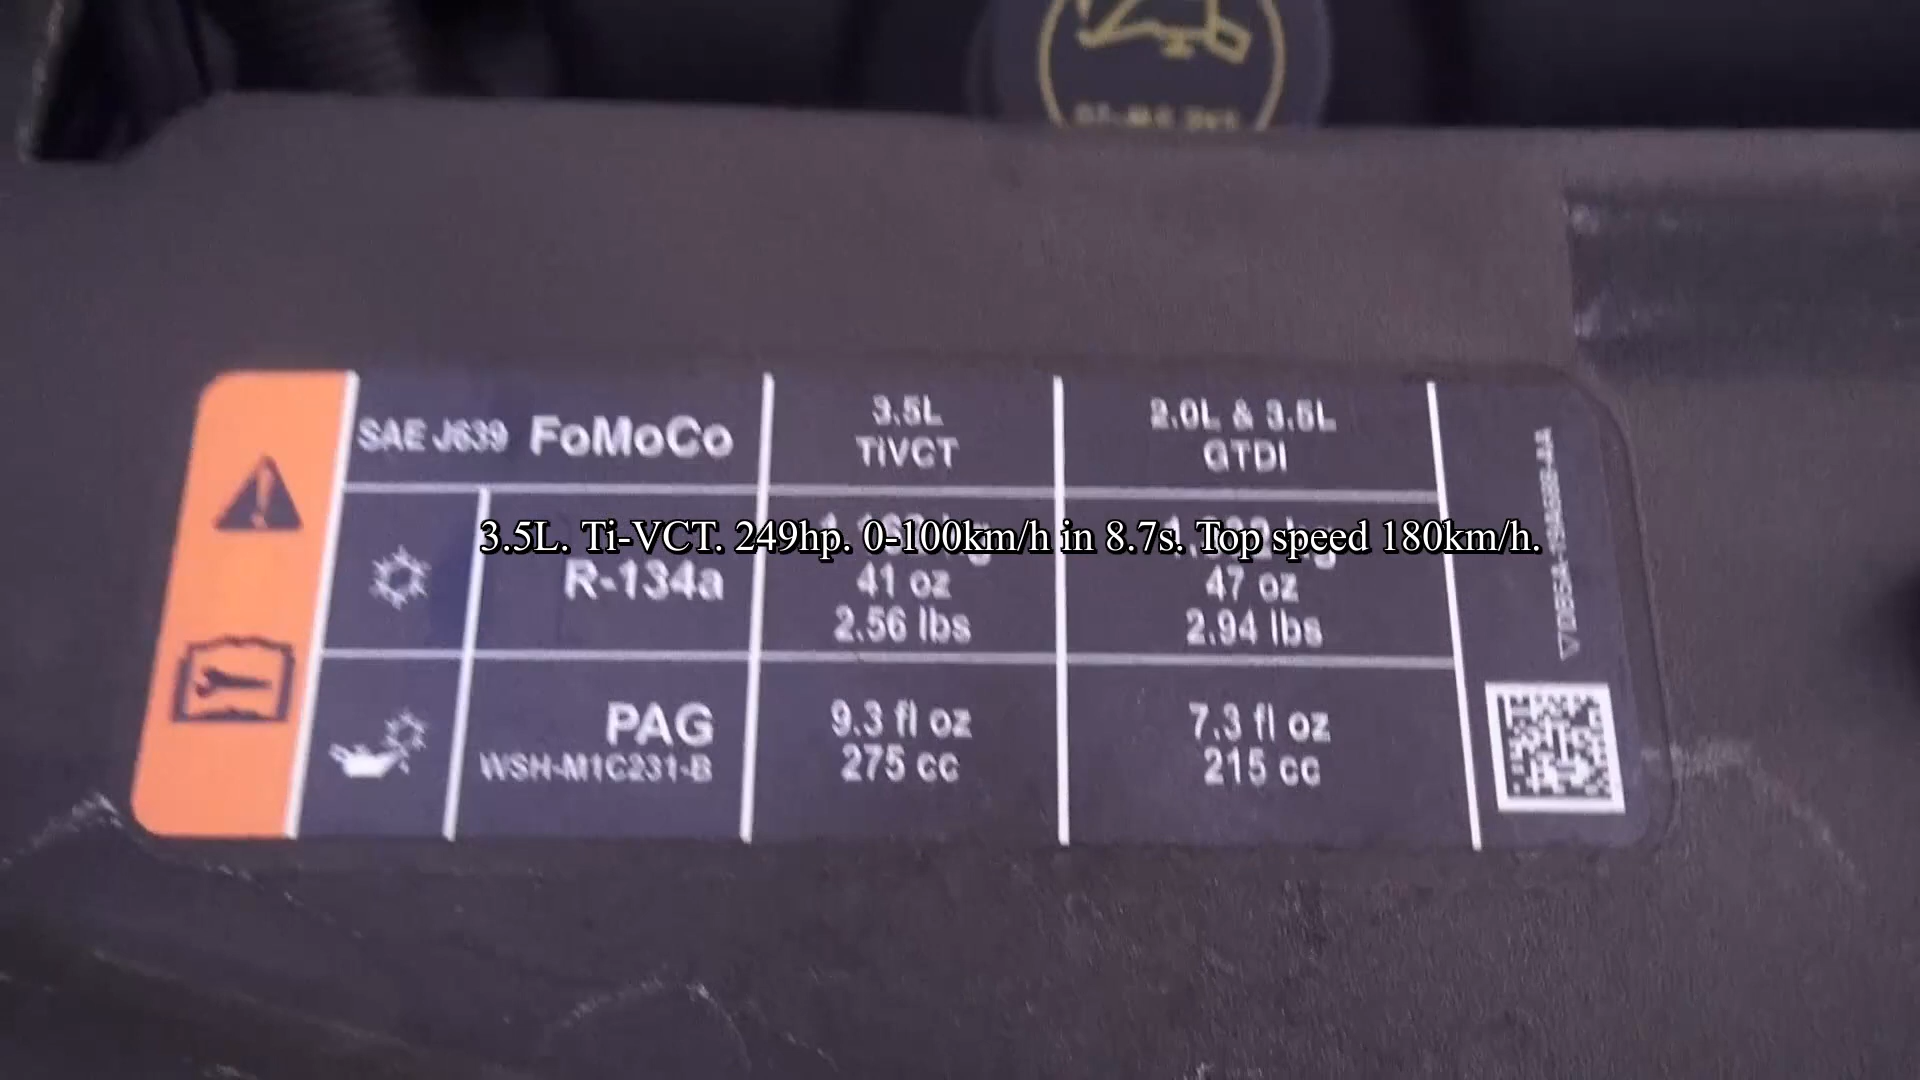 SAE J639 FoMoCo
3.5L
TiVCT
2.0L & 3.5L
GTDI
3.5L. Ti-VCT. 249hp. 0-100km/h in 8.7s. Top speed 180km/h.
R-134a
41 oz
2.56 lbs
47 oz
2.94 lbs
PAG
WSH-M1C231-B
9.3 fl oz
275 cc
7.3 fl oz
215 cc